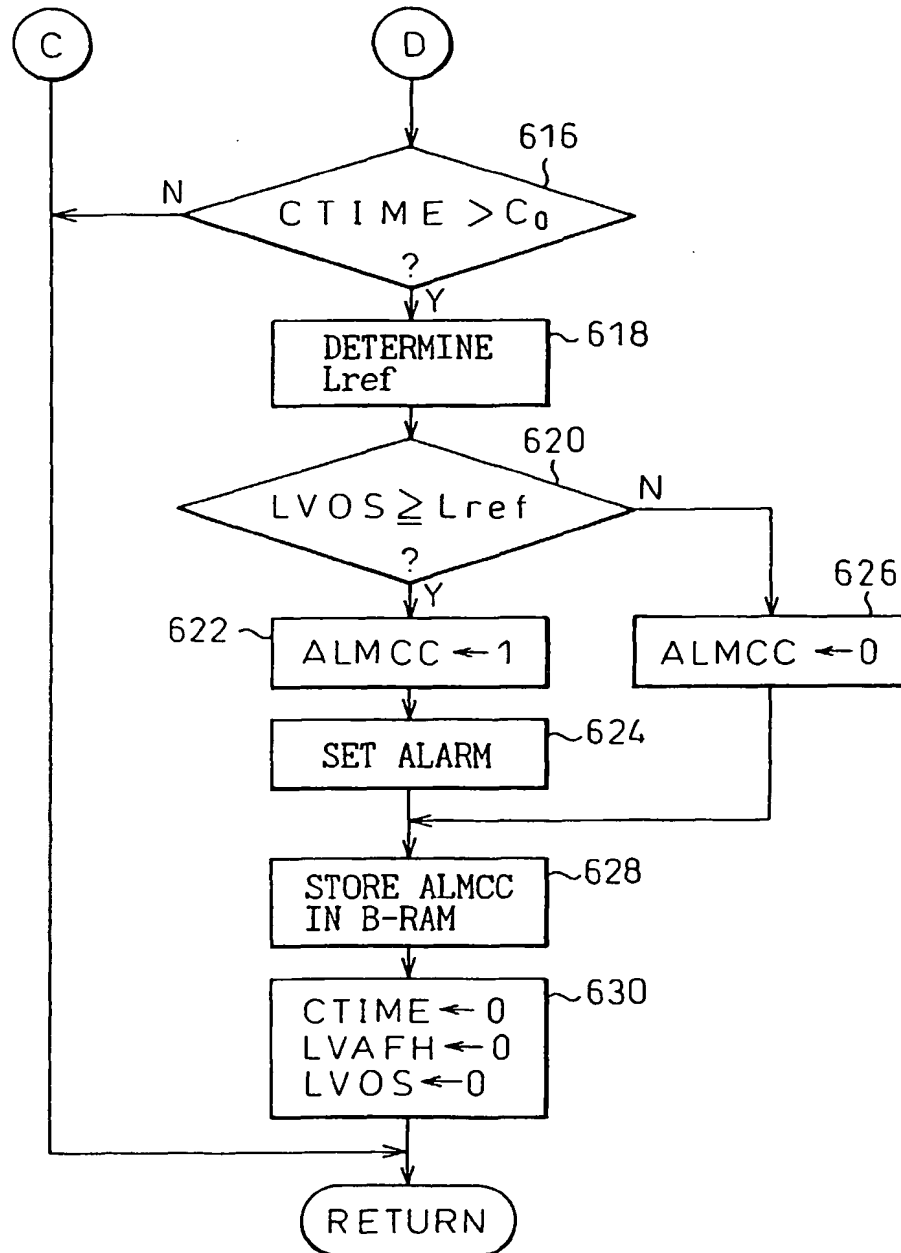 C
D
616
N
CTIME > C₀
?
Y
DETERMINE
Lref
618
620
LVOS ≧ Lref
N
?
Y
626
622
ALMCC ← 1
ALMCC ← 0
SET ALARM
624
STORE ALMCC
IN B-RAM
628
630
CTIME ← 0
LVAFH ← 0
LVOS ← 0
RETURN